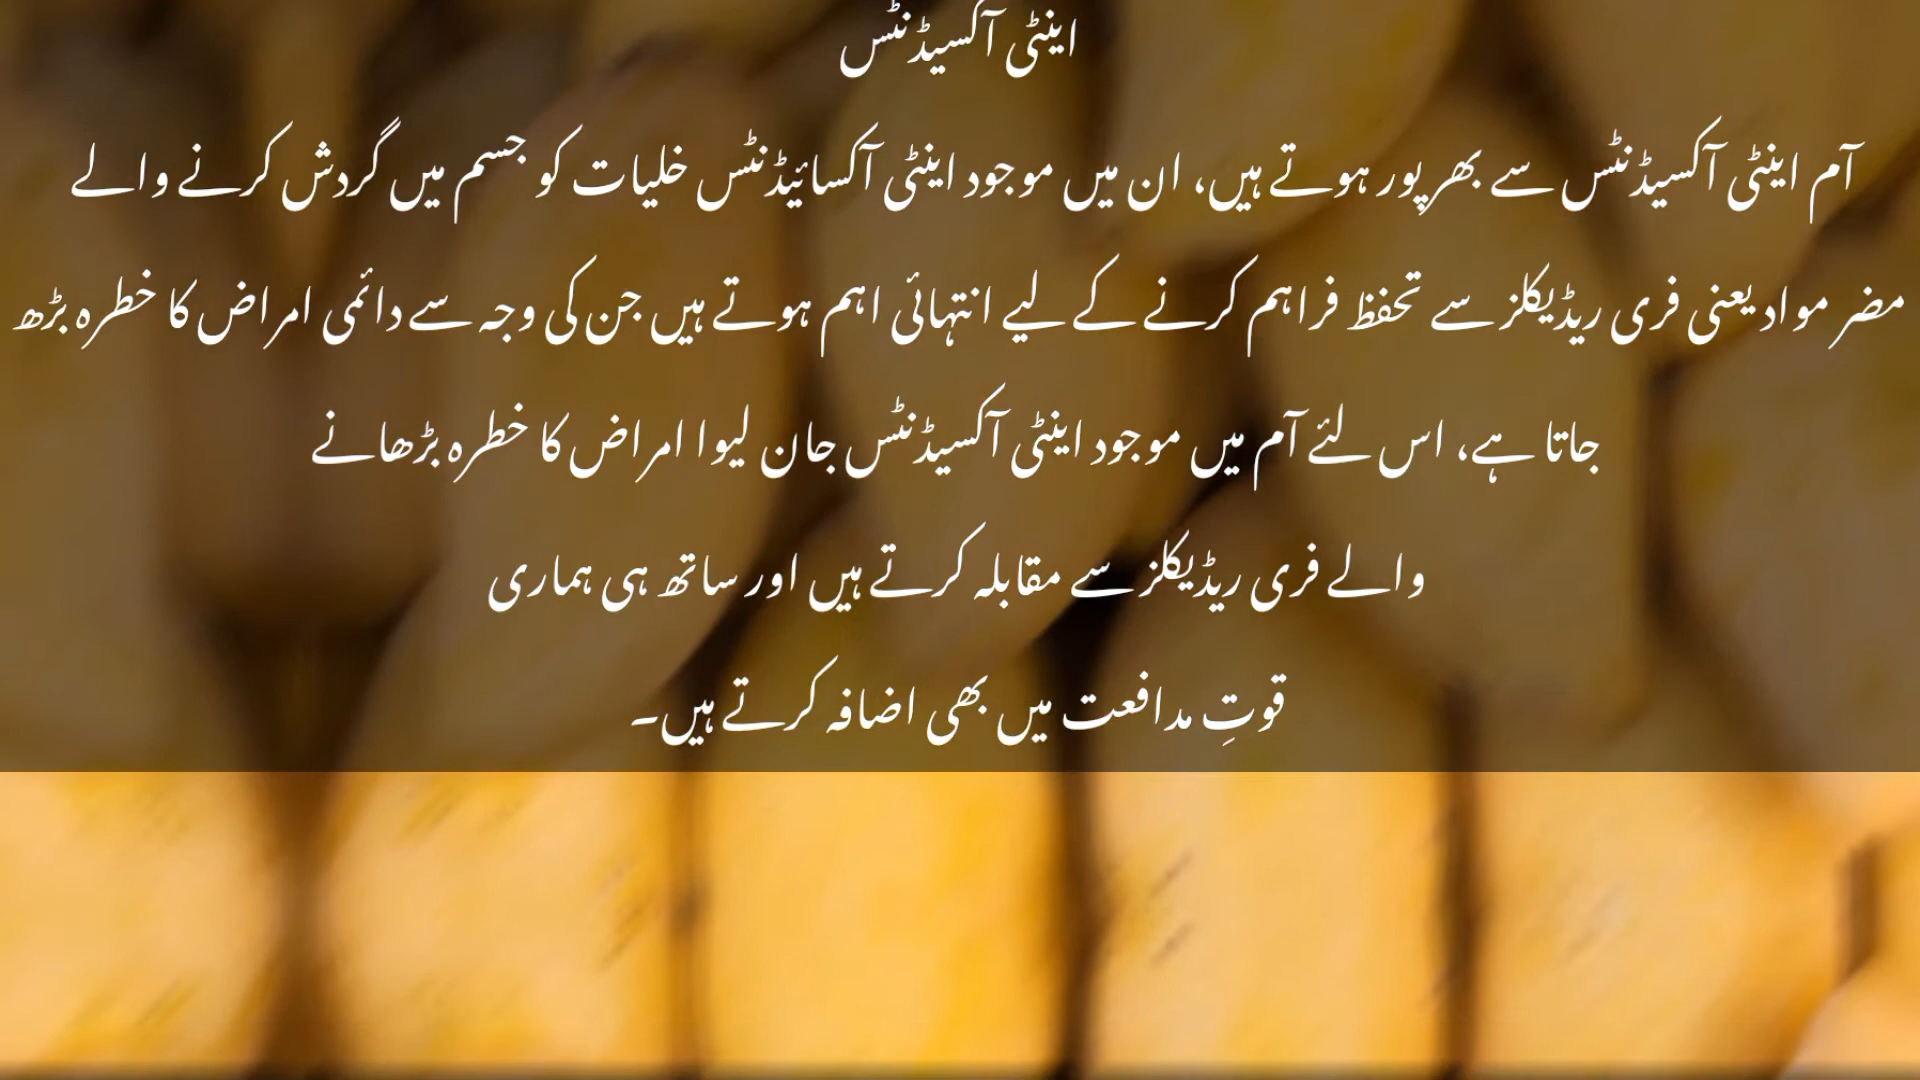 اینٹی آکسیڈنٹس
آم اینٹی آکسیڈنٹس سے بھرپور ہوتے ہیں، ان میں موجود اینٹی آکسائیڈنٹس خلیات کو جسم میں گردش کرنے والے
مضر مواد یعنی فری ریڈیکلز سے تحفظ فراہم کرنے کے لیے انتہائی اہم ہوتے ہیں جن کی وجہ سے دائمی امراض کا خطرہ بڑھ
جاتا ہے، اس لئے آم میں موجود اینٹی آکسیڈنٹس جان لیوا امراض کا خطرہ بڑھانے
والے فری ریڈیکلز سے مقابلہ کرتے ہیں اور ساتھ ہی ہماری
قوتِ مدافعت میں بھی اضافہ کرتے ہیں۔